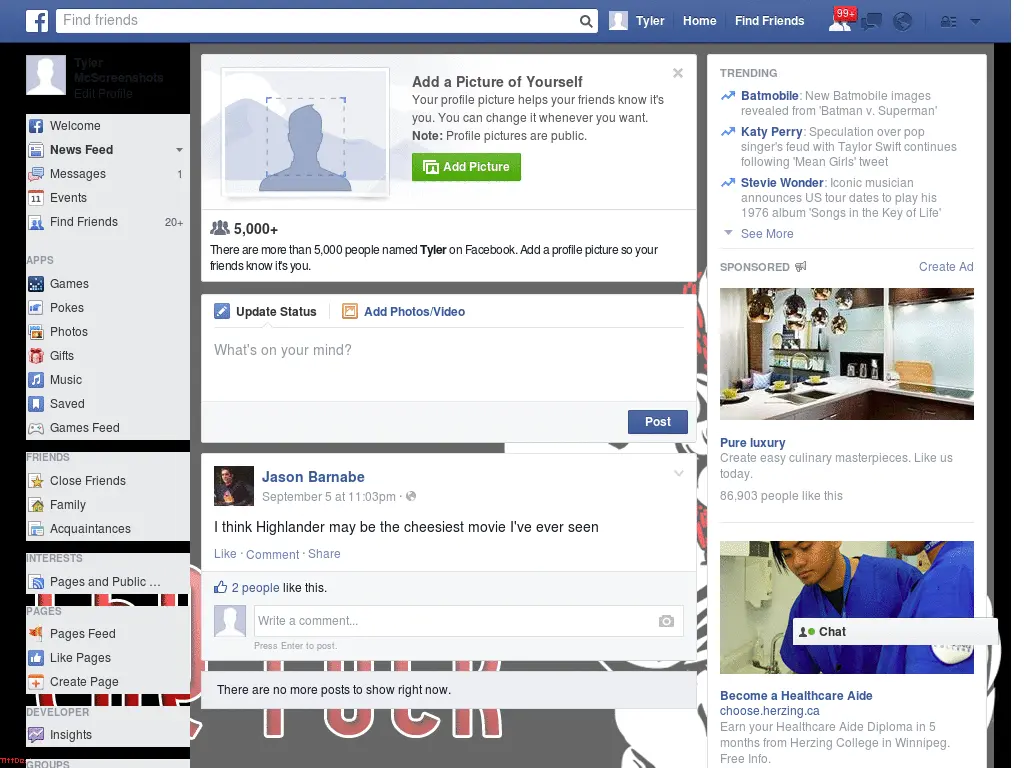 Find friends
Tyler
Home
Find Friends
99+
Tyler
McScreenshots
Edit Profile
Welcome
News Feed
Messages 1
Events
Find Friends 20+
APPS
Games
Pokes
Photos
Gifts
Music
Saved
Games Feed
FRIENDS
Close Friends
Family
Acquaintances
INTERESTS
Pages and Public ...
PAGES
Pages Feed
Like Pages
Create Page
DEVELOPER
Insights
GROUPS
Add a Picture of Yourself
Your profile picture helps your friends know it's
you. You can change it whenever you want.
Note: Profile pictures are public.
Add Picture
5,000+
There are more than 5,000 people named Tyler on Facebook. Add a profile picture so your
friends know it's you.
Update Status
Add Photos/Video
What's on your mind?
Post
Jason Barnabe
September 5 at 11:03pm ·
I think Highlander may be the cheesiest movie I've ever seen
Like · Comment · Share
2 people like this.
Write a comment...
Press Enter to post.
There are no more posts to show right now.
TRENDING
Batmobile: New Batmobile images
revealed from 'Batman v. Superman'
Katy Perry: Speculation over pop
singer's feud with Taylor Swift continues
following 'Mean Girls' tweet
Stevie Wonder: Iconic musician
announces US tour dates to play his
1976 album 'Songs in the Key of Life'
See More
SPONSORED
Create Ad
Pure luxury
Create easy culinary masterpieces. Like us
today.
86,903 people like this
Chat
Become a Healthcare Aide
choose.herzing.ca
Earn your Healthcare Aide Diploma in 5
months from Herzing College in Winnipeg.
Free Info.